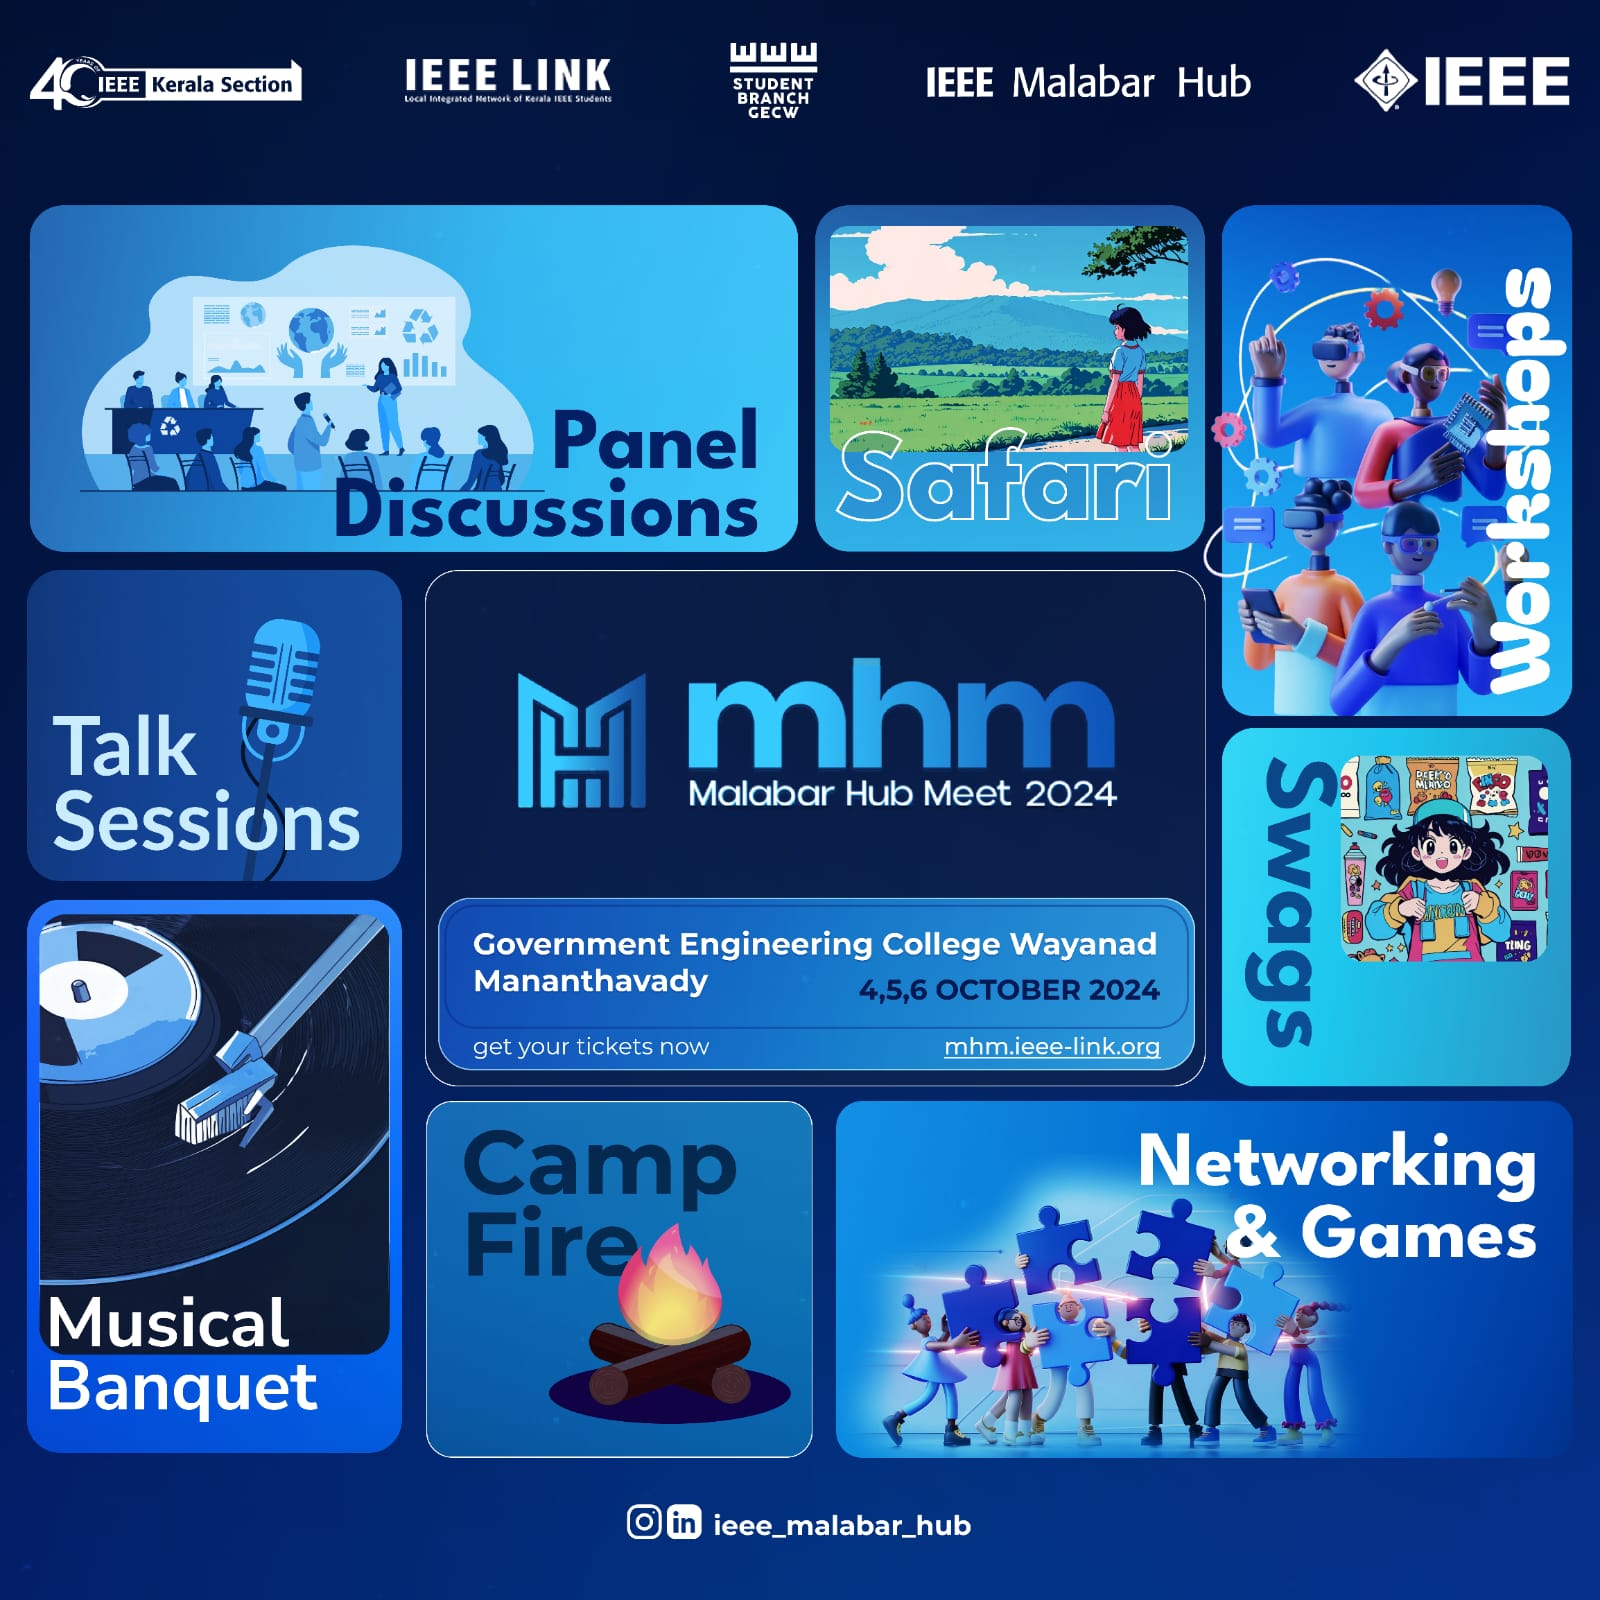 40 YEARS OF IEEE Kerala Section
IEEE LINK
Local Integrated Network of Kerala IEEE Students
STUDENT
BRANCH
GECW
IEEE Malabar Hub
IEEE
Panel
Discussions
Safari
Workshops
Talk
Sessions
mhm
Malabar Hub Meet 2024
Government Engineering College Wayanad
Mananthavady
4,5,6 OCTOBER 2024
get your tickets now
mhm.ieee-link.org
Swags
TLING
Musical
Banquet
Camp
Fire
Networking
& Games
ieee_malabar_hub